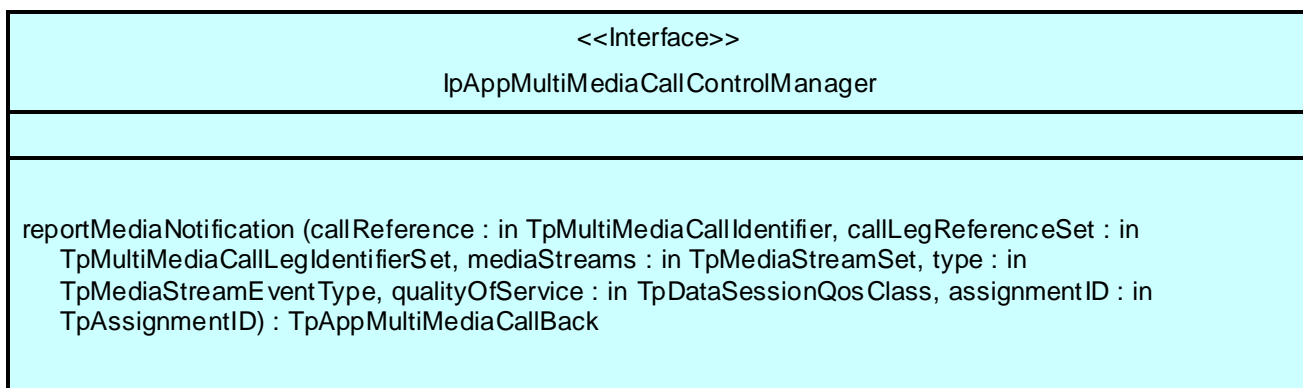 <<Interface>>
IpAppMultiMediaCallControlManager
reportMediaNotification (callReference : in TpMultiMediaCallIdentifier, callLegReferenceSet : in
TpMultiMediaCallLegIdentifierSet, mediaStreams : in TpMediaStreamSet, type : in
TpMediaStreamEventType, qualityOfService : in TpDataSessionQosClass, assignmentID : in
TpAssignmentID) : TpAppMultiMediaCallBack